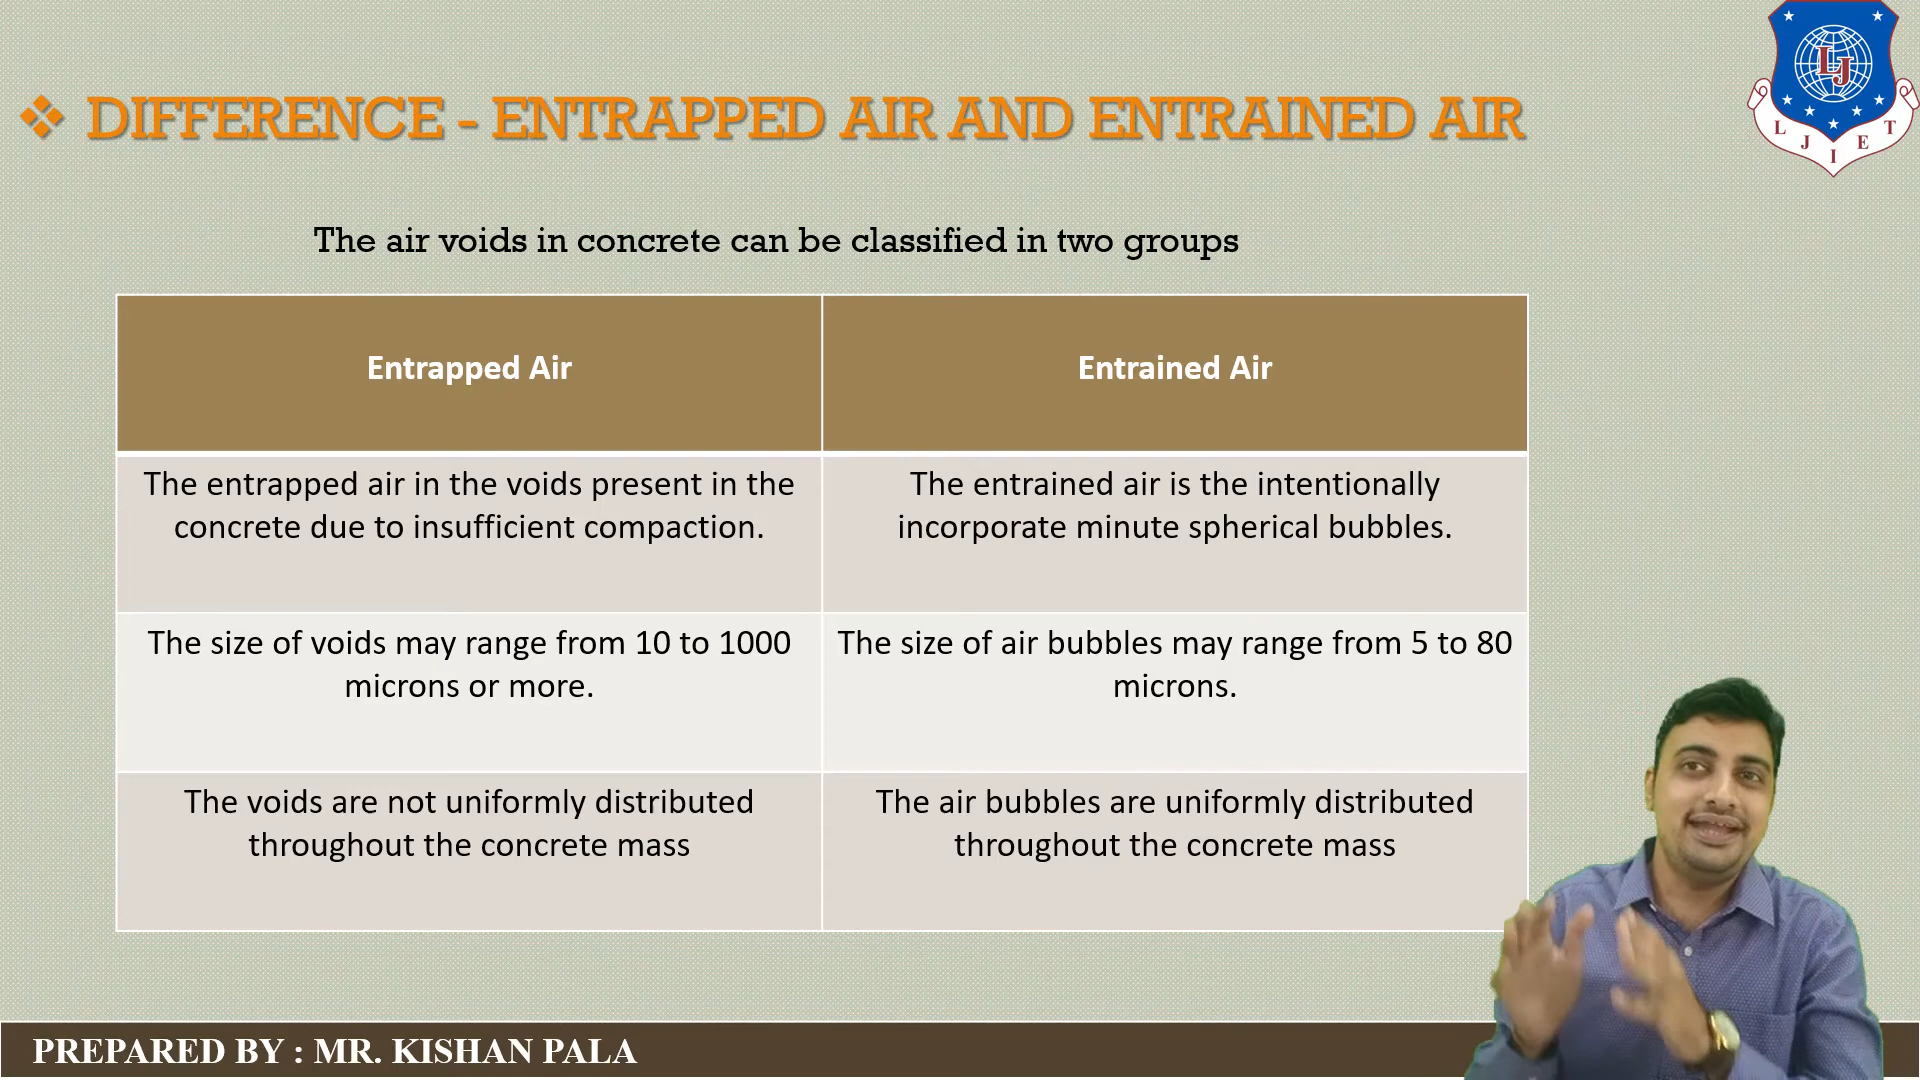 ❖ DIFFERENCE - ENTRAPPED AIR AND ENTRAINED AIR
LJ
L J I E T
The air voids in concrete can be classified in two groups
Entrapped Air
Entrained Air
The entrapped air in the voids present in the
concrete due to insufficient compaction.
The entrained air is the intentionally
incorporate minute spherical bubbles.
The size of voids may range from 10 to 1000
microns or more.
The size of air bubbles may range from 5 to 80
microns.
The voids are not uniformly distributed
throughout the concrete mass
The air bubbles are uniformly distributed
throughout the concrete mass
PREPARED BY : MR. KISHAN PALA